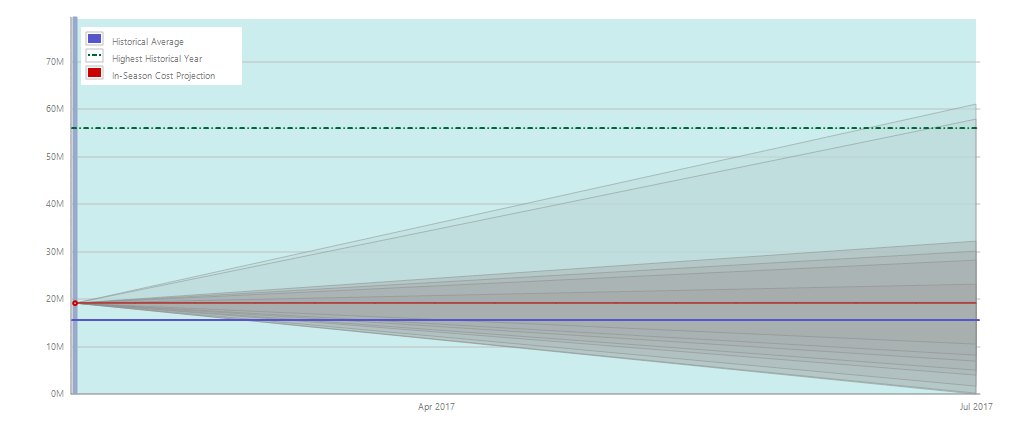 Historical Average
Highest Historical Year
In-Season Cost Projection
70M
60M
50M
40M
30M
20M
10M
0M
Apr 2017
Jul 2017